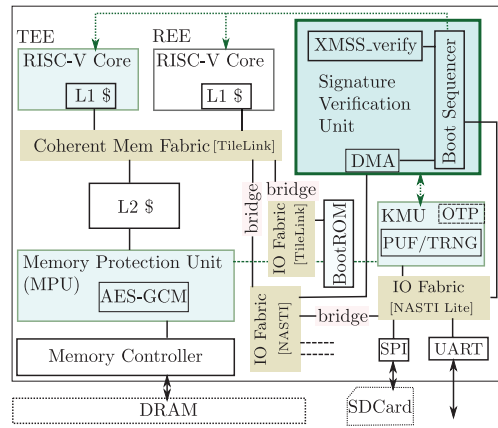 TEE
REE
RISC-V Core
RISC-V Core
L1 $
L1 $
XMSS_verify
Signature
Verification
Unit
Boot Sequencer
DMA
Coherent Mem Fabric [TileLink]
bridge
bridge
L2 $
IO Fabric
[TileLink]
BootROM
KMU
OTP
PUF/TRNG
Memory Protection Unit
(MPU)
AES-GCM
IO Fabric
[NASTI]
bridge
IO Fabric
[NASTI Lite]
Memory Controller
SPI
UART
DRAM
SDCard